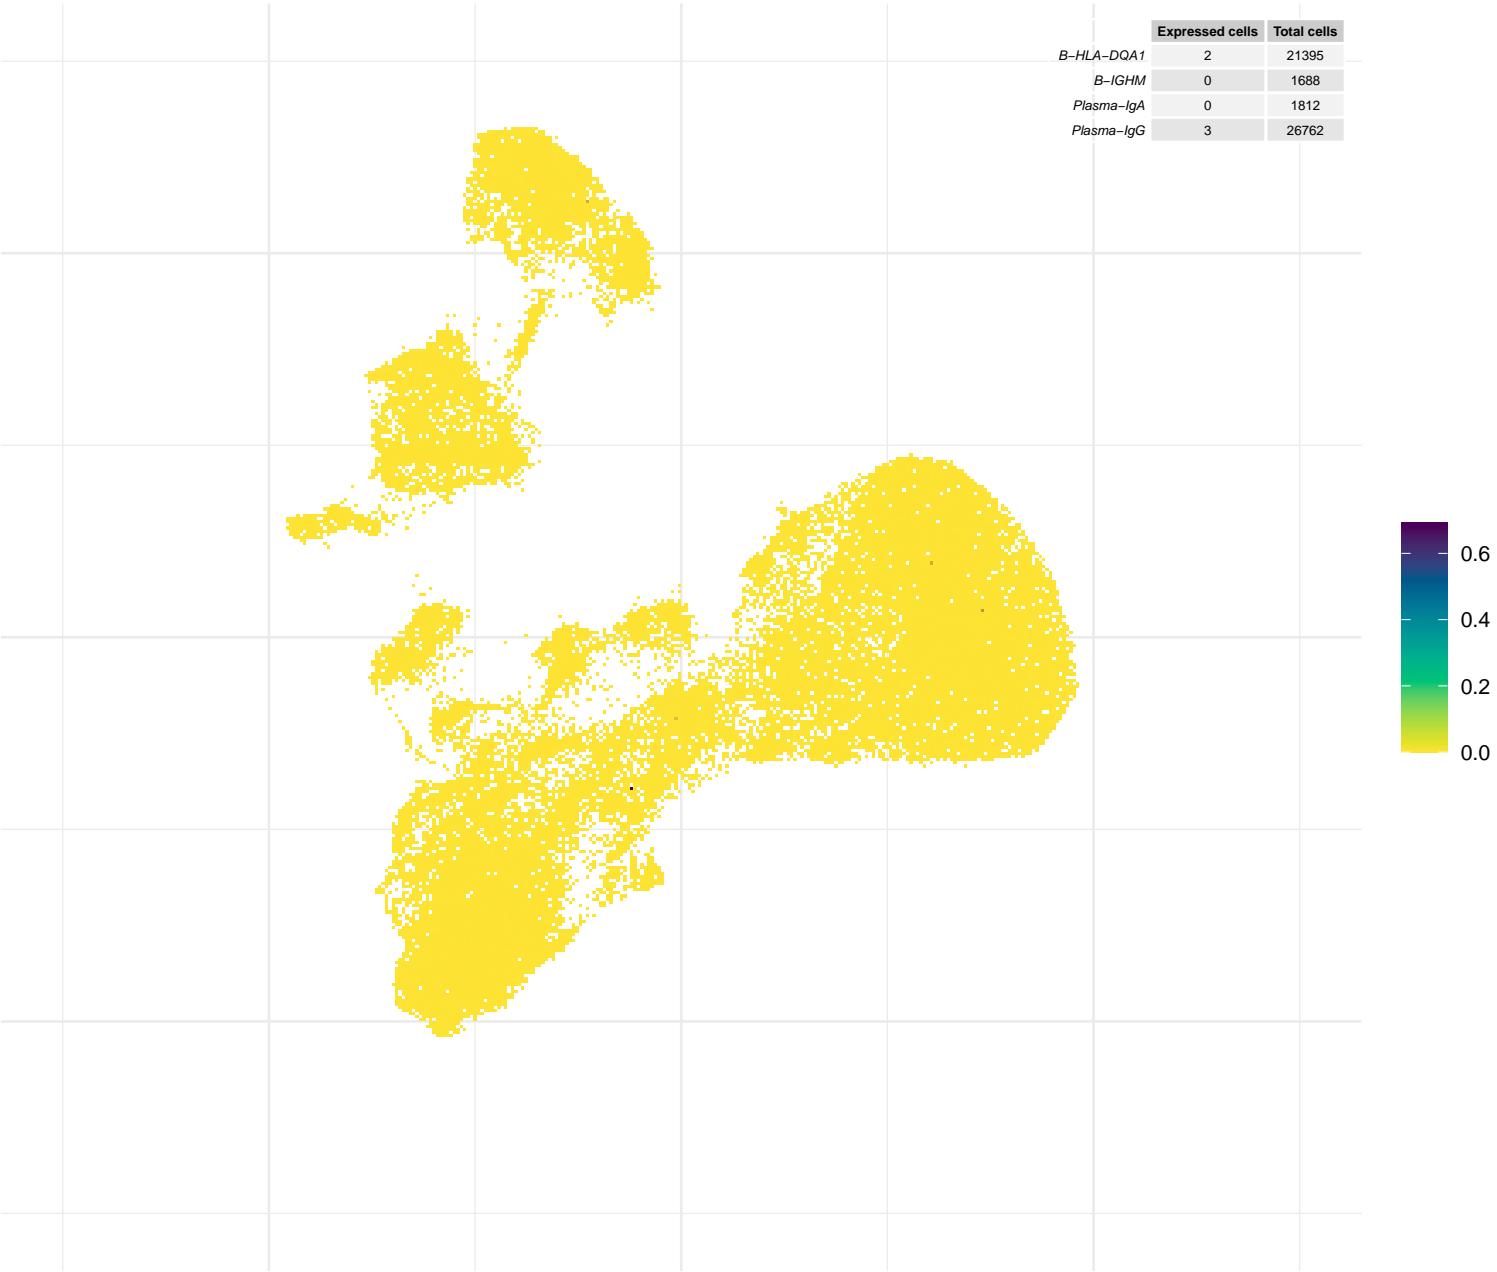 Expressed cells Total cells
B−HLA−DQA1 2 21395
B−IGHM 0 1688
Plasma−IgA 0 1812
Plasma−IgG 3 26762
0.6
0.4
0.2
0.0